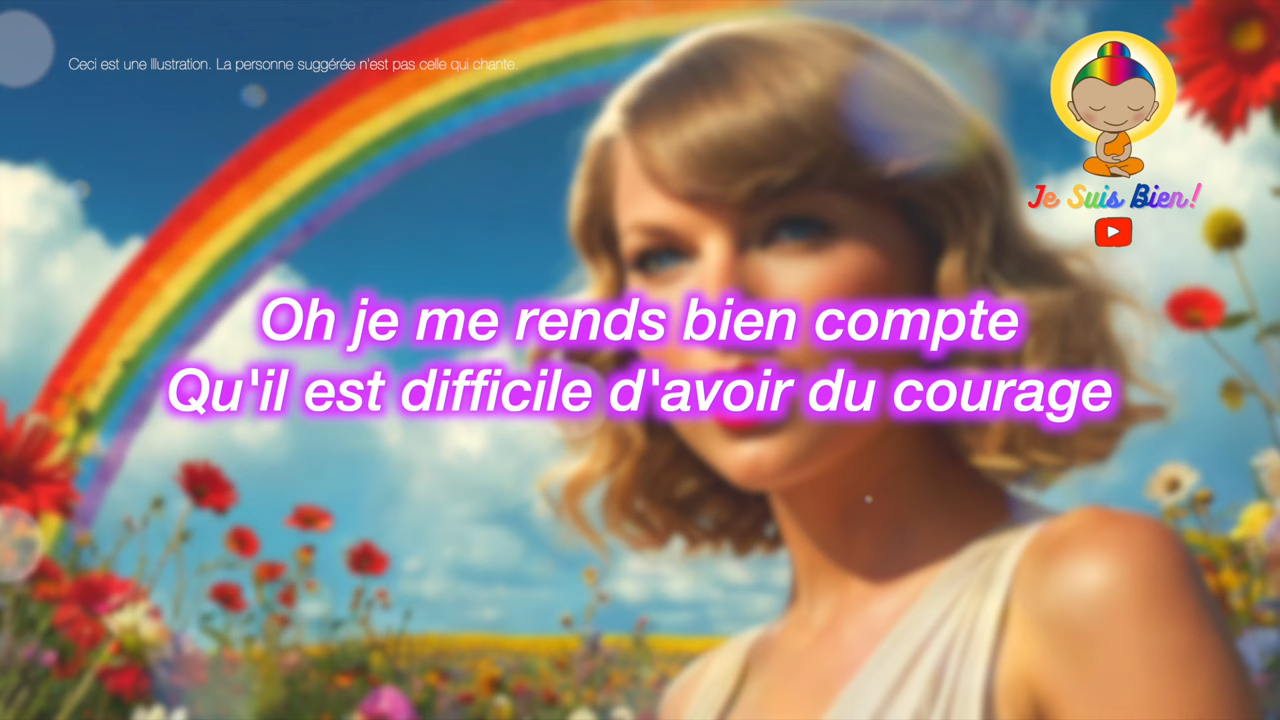 Ceci est une Illustration. La personne suggérée n'est pas celle qui chante.
Je Suis Bien!
Oh je me rends bien compte
Qu'il est difficile d'avoir du courage